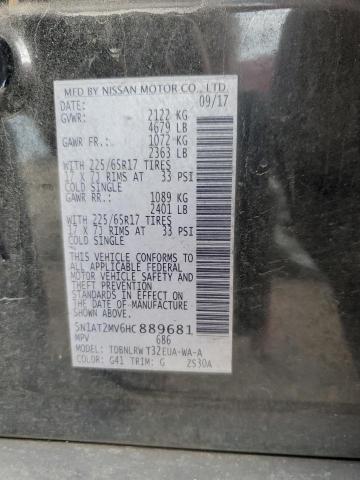 MFD BY NISSAN MOTOR CO., LTD.
DATE: 09/17
GVWR: 2122 KG
4679 LB
GAWR FR.: 1072 KG
2363 LB
WITH 225/65R17 TIRES
17 X 7J RIMS AT 33 PSI
COLD SINGLE
GAWR RR.: 1089 KG
2401 LB
WITH 225/65R17 TIRES
17 X 7J RIMS AT 33 PSI
COLD SINGLE
THIS VEHICLE CONFORMS TO
ALL APPLICABLE FEDERAL
MOTOR VEHICLE SAFETY
STANDARDS IN EFFECT ON
THE DATE OF MANUFACTURE
SHOWN ABOVE.
5N1AT2MV6HC889681
MPV 686
MODEL: TDBNLRW T32EUA-WA-A
COLOR: G41 TRIM: G 2S30A